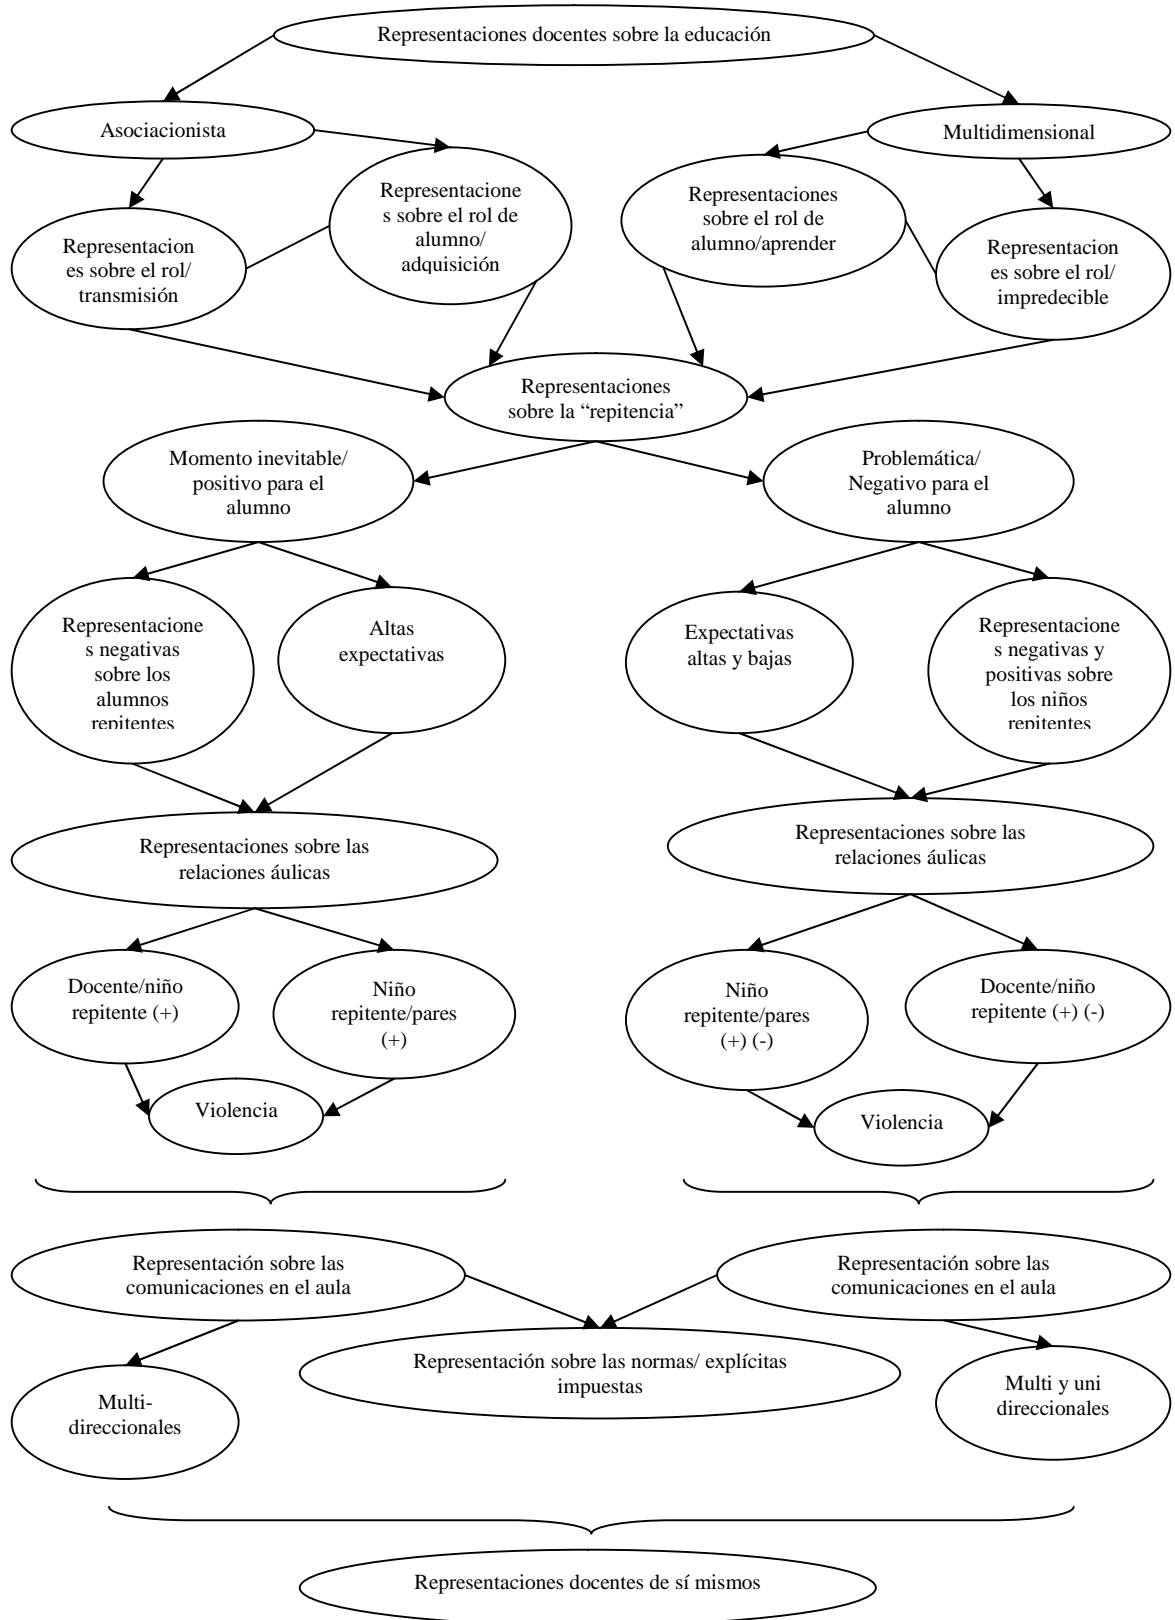 Representaciones docentes sobre la educación
Asociacionista
Multidimensional
Representacione
s sobre el rol de
alumno/
adquisición
Representaciones
sobre el rol de
alumno/aprender
Representacion
es sobre el rol/
transmisión
Representacion
es sobre el rol/
impredecible
Representaciones
sobre la “repitencia”
Momento inevitable/
positivo para el
alumno
Problemática/
Negativo para el
alumno
Representacione
s negativas
sobre los
alumnos
repitentes
Altas
expectativas
Expectativas
altas y bajas
Representacione
s negativas y
positivas sobre
los niños
repitentes
Representaciones sobre las
relaciones áulicas
Representaciones sobre las
relaciones áulicas
Docente/niño
repitente (+)
Niño
repitente/pares
(+)
Niño
repitente/pares
(+) (-)
Docente/niño
repitente (+) (-)
Violencia
Violencia
Representación sobre las
comunicaciones en el aula
Representación sobre las
comunicaciones en el aula
Representación sobre las normas/ explícitas
impuestas
Multi-
direccionales
Multi y uni
direccionales
Representaciones docentes de sí mismos